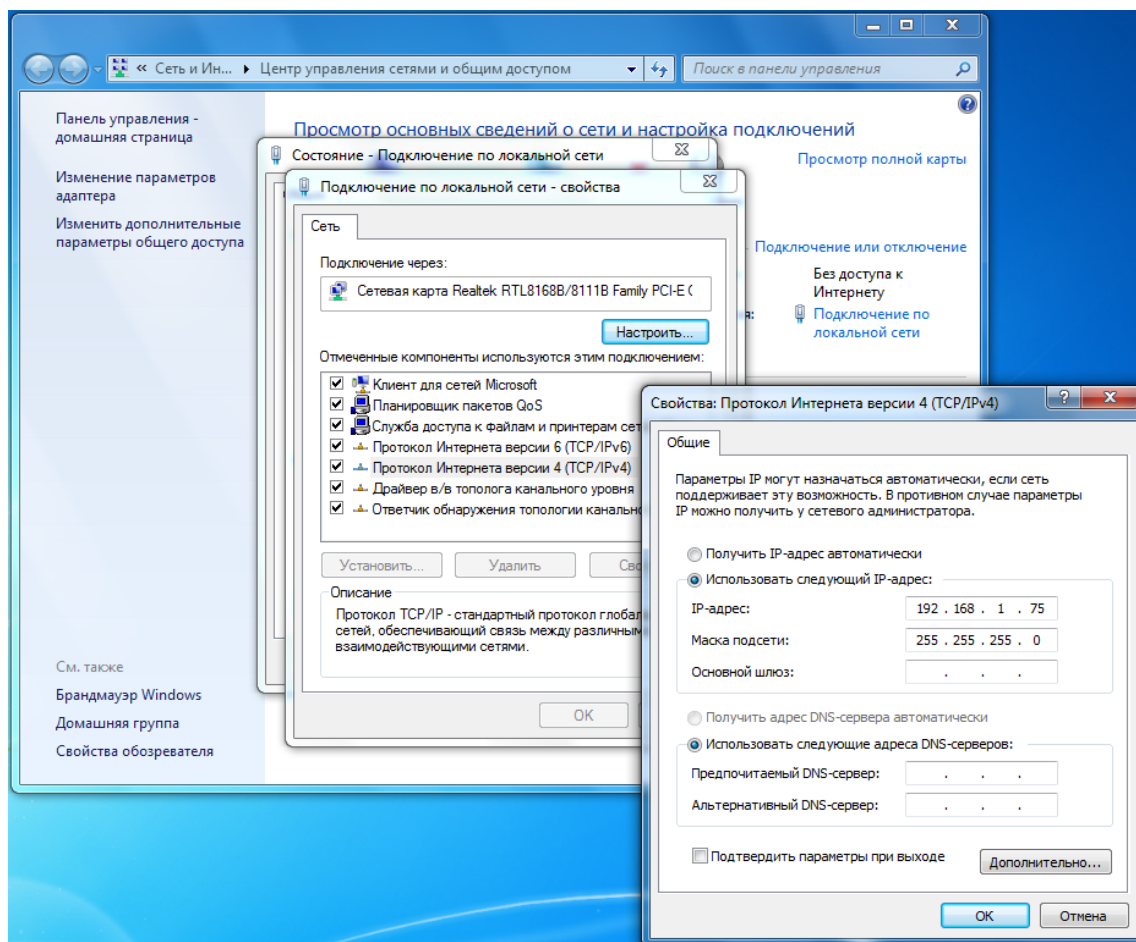 « Сеть и Ин... Центр управления сетями и общим доступом
Поиск в панели управления
Панель управления -
домашняя страница
Изменение параметров
адаптера
Изменить дополнительные
параметры общего доступа
См. также
Брандмауэр Windows
Домашняя группа
Свойства обозревателя
Просмотр основных сведений о сети и настройка подключений
Просмотр полной карты
Подключение или отключение
Без доступа к
Интернету
я:
Подключение по
локальной сети
Состояние - Подключение по локальной сети
Подключение по локальной сети - свойства
Сеть
Подключение через:
Сетевая карта Realtek RTL8168B/8111B Family PCI-E (
Настроить...
Отмеченные компоненты используются этим подключением:
Клиент для сетей Microsoft
Планировщик пакетов QoS
Служба доступа к файлам и принтерам сет
Протокол Интернета версии 6 (TCP/IPv6)
Протокол Интернета версии 4 (TCP/IPv4)
Драйвер в/в тополога канального уровня
Ответчик обнаружения топологии канально
Установить...
Удалить
Сво
Описание
Протокол TCP/IP - стандартный протокол глобал
сетей, обеспечивающий связь между различным
взаимодействующими сетями.
OK
Свойства: Протокол Интернета версии 4 (TCP/IPv4)
Общие
Параметры IP могут назначаться автоматически, если сеть
поддерживает эту возможность. В противном случае параметры
IP можно получить у сетевого администратора.
Получить IP-адрес автоматически
Использовать следующий IP-адрес:
IP-адрес: 192 . 168 . 1 . 75
Маска подсети: 255 . 255 . 255 . 0
Основной шлюз: . . .
Получить адрес DNS-сервера автоматически
Использовать следующие адреса DNS-серверов:
Предпочитаемый DNS-сервер: . . .
Альтернативный DNS-сервер: . . .
Подтвердить параметры при выходе
Дополнительно...
OK
Отмена